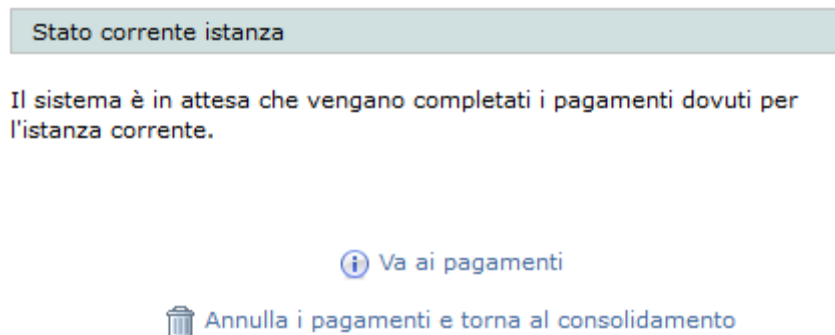 Stato corrente istanza
Il sistema è in attesa che vengano completati i pagamenti dovuti per
l'istanza corrente.
Va ai pagamenti
Annulla i pagamenti e torna al consolidamento